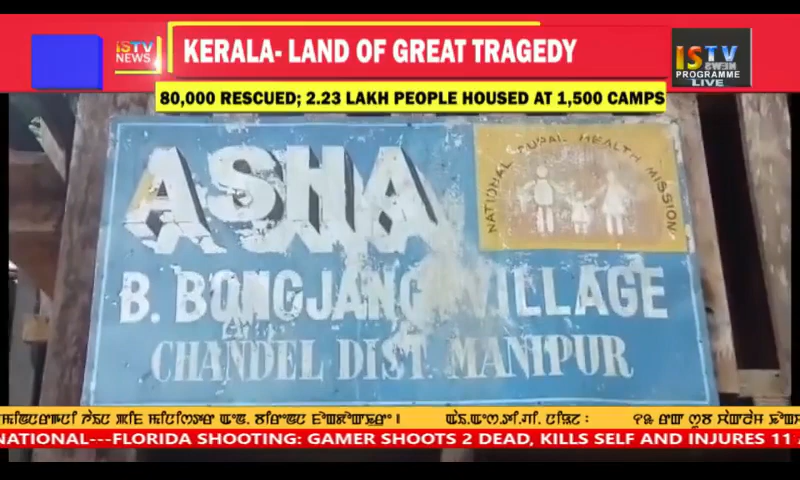 ISTV
NEWS
KERALA- LAND OF GREAT TRAGEDY
ISTV
NEWS
PROGRAMME
LIVE
80,000 RESCUED; 2.23 LAKH PEOPLE HOUSED AT 1,500 CAMPS
ASHA
NATIONAL RURAL HEALTH MISSION
B. BONGJANG VILLAGE
CHANDEL DIST. MANIPUR
NATIONAL---FLORIDA SHOOTING: GAMER SHOOTS 2 DEAD, KILLS SELF AND INJURES 11